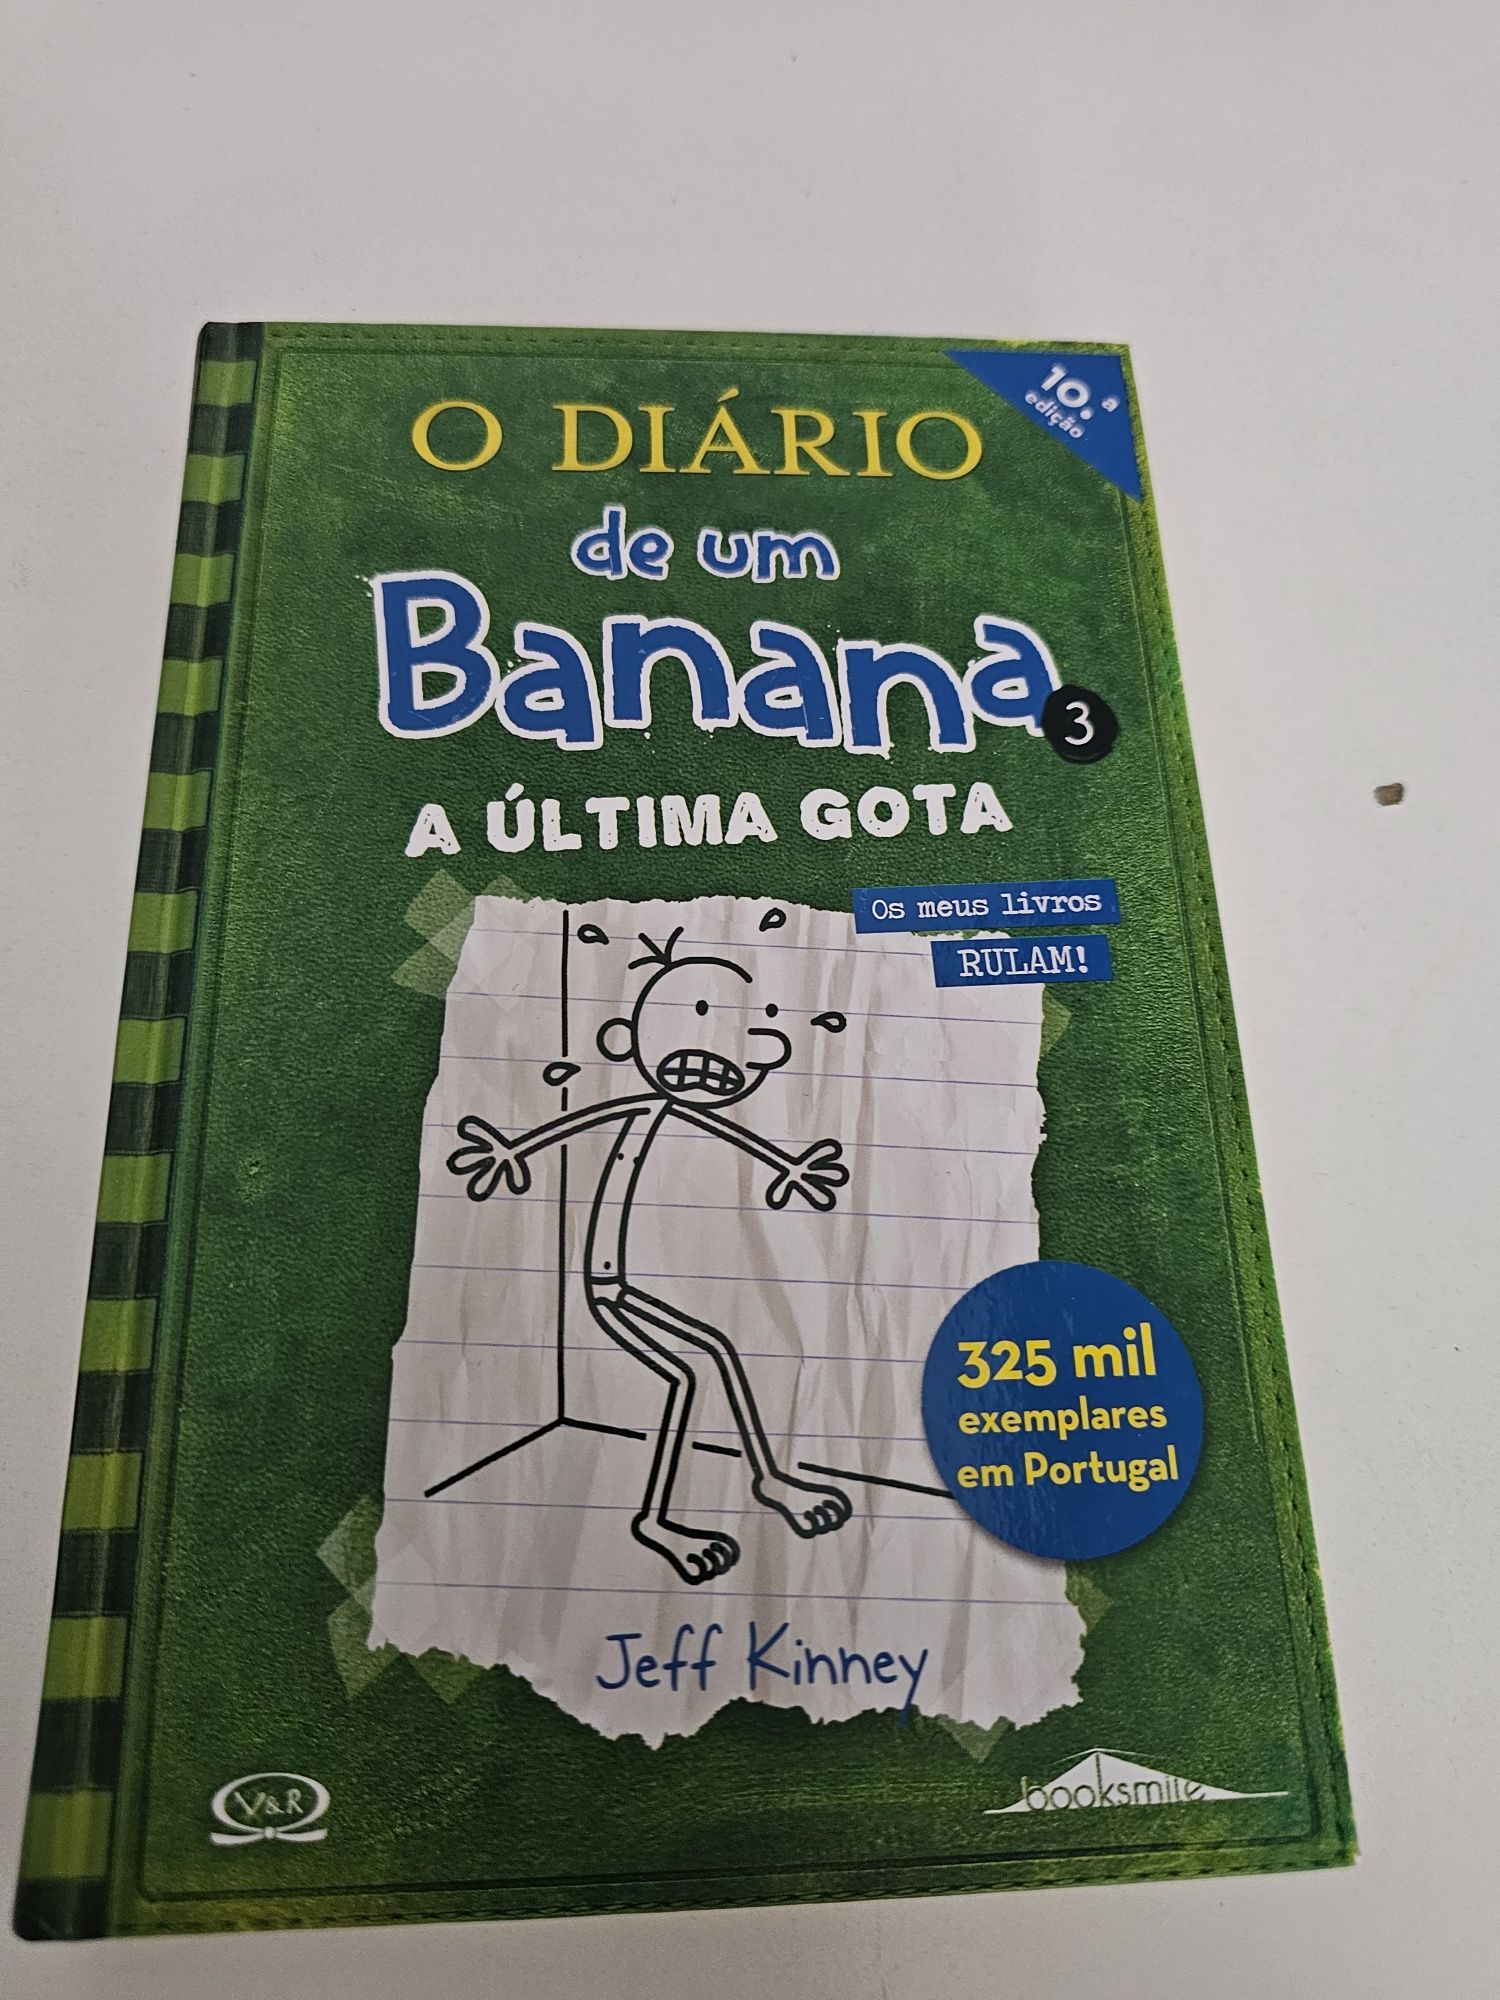 10.ª
edição
O DIÁRIO
de um
Banana
3
A ÚLTIMA GOTA
Os meus livros
RULAM!
325 mil
exemplares
em Portugal
Jeff Kinney
V&R
booksmile